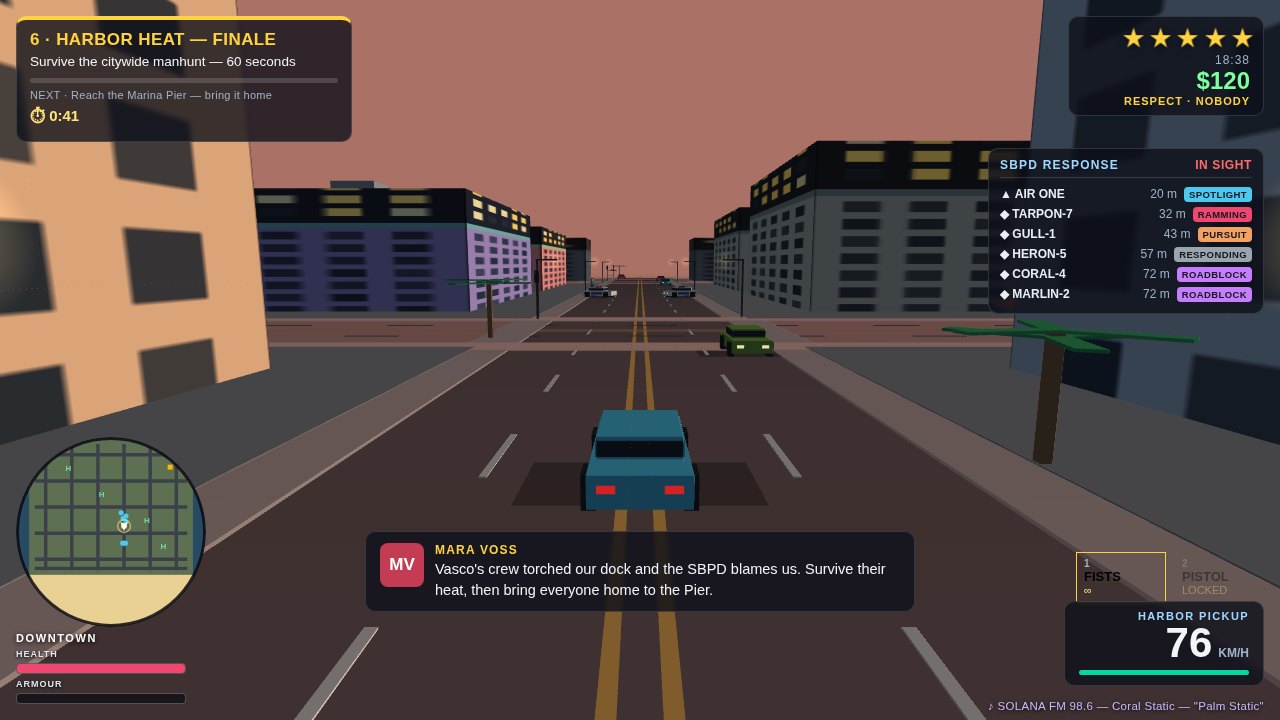 6 · HARBOR HEAT — FINALE
Survive the citywide manhunt — 60 seconds
NEXT · Reach the Marina Pier — bring it home
⏱ 0:41
★★★★★
18:38
$120
RESPECT · NOBODY
SBPD RESPONSE IN SIGHT
▲ AIR ONE 20 m SPOTLIGHT
◆ TARPON-7 32 m RAMMING
◆ GULL-1 43 m PURSUIT
◆ HERON-5 57 m RESPONDING
◆ CORAL-4 72 m ROADBLOCK
◆ MARLIN-2 72 m ROADBLOCK
H
H
H
H
DOWNTOWN
HEALTH
ARMOUR
MV
MARA VOSS
Vasco's crew torched our dock and the SBPD blames us. Survive their
heat, then bring everyone home to the Pier.
1
FISTS
∞
2
PISTOL
LOCKED
HARBOR PICKUP
76 KM/H
♪ SOLANA FM 98.6 — Coral Static — "Palm Static"